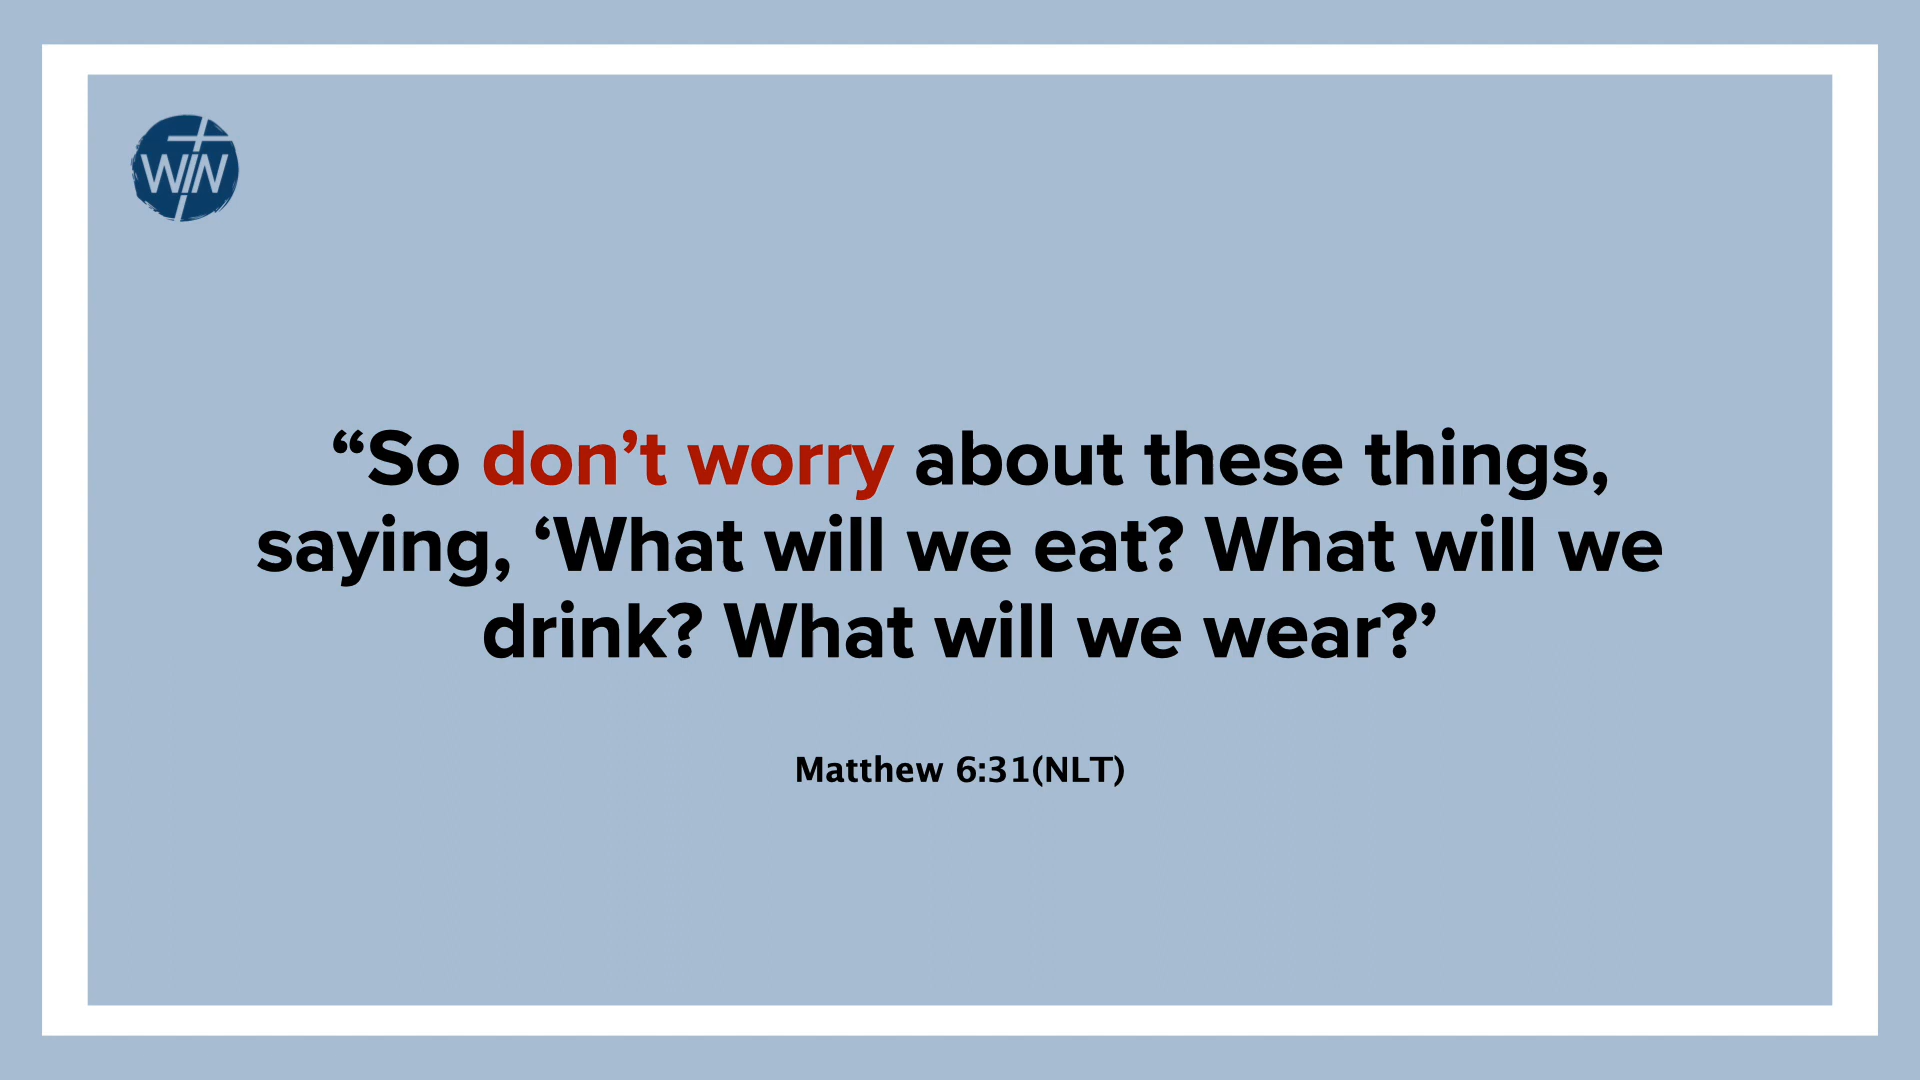 WIN
“So don’t worry about these things,
saying, ‘What will we eat? What will we
drink? What will we wear?’
Matthew 6:31(NLT)